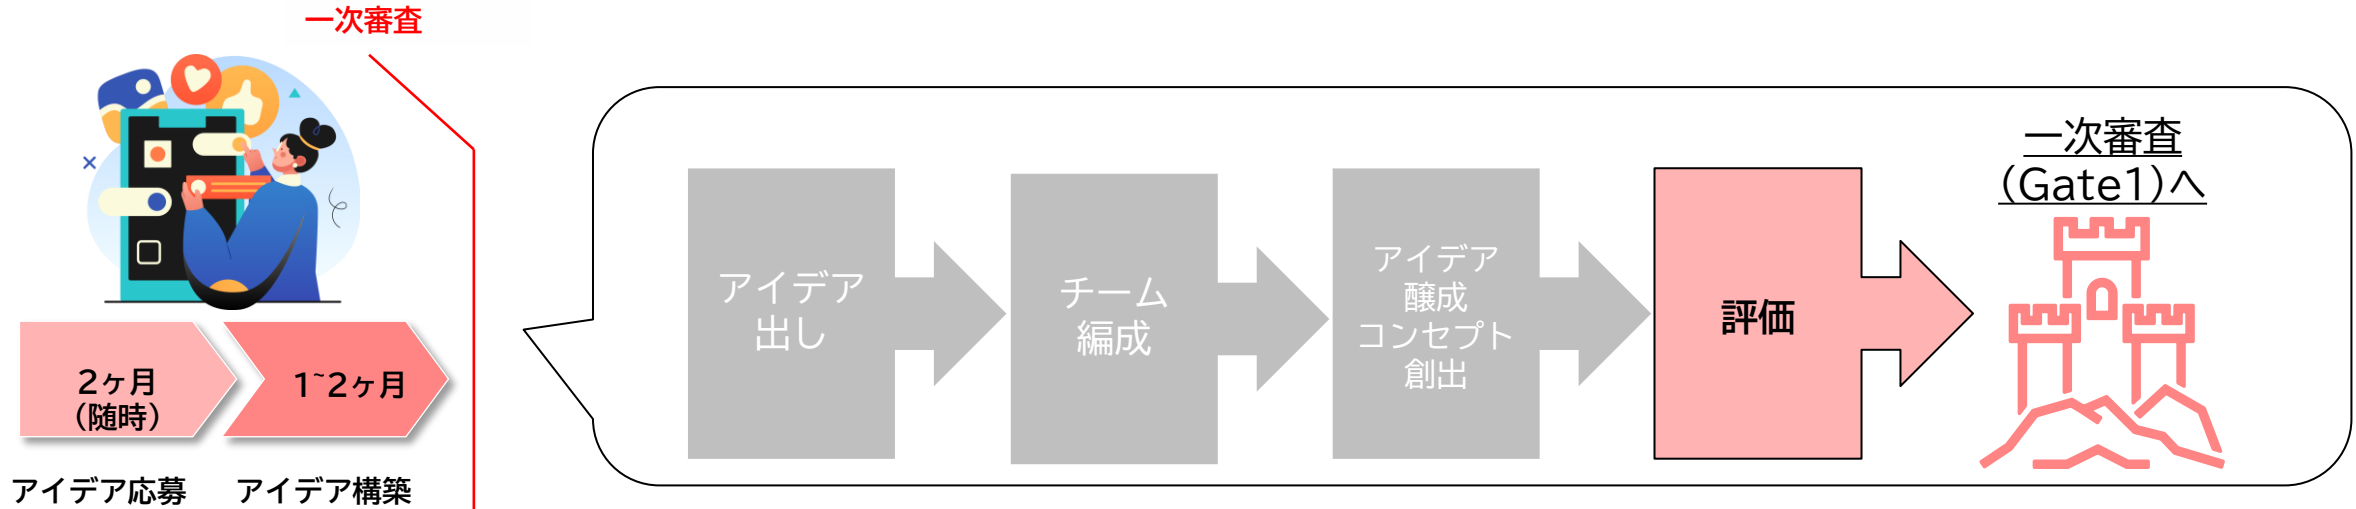 一次審査
2ヶ月
（随時）
1~2ヶ月
アイデア応募
アイデア構築
アイデア
出し
チーム
編成
アイデア
醸成
コンセプト
創出
評価
一次審査
(Gate1)へ